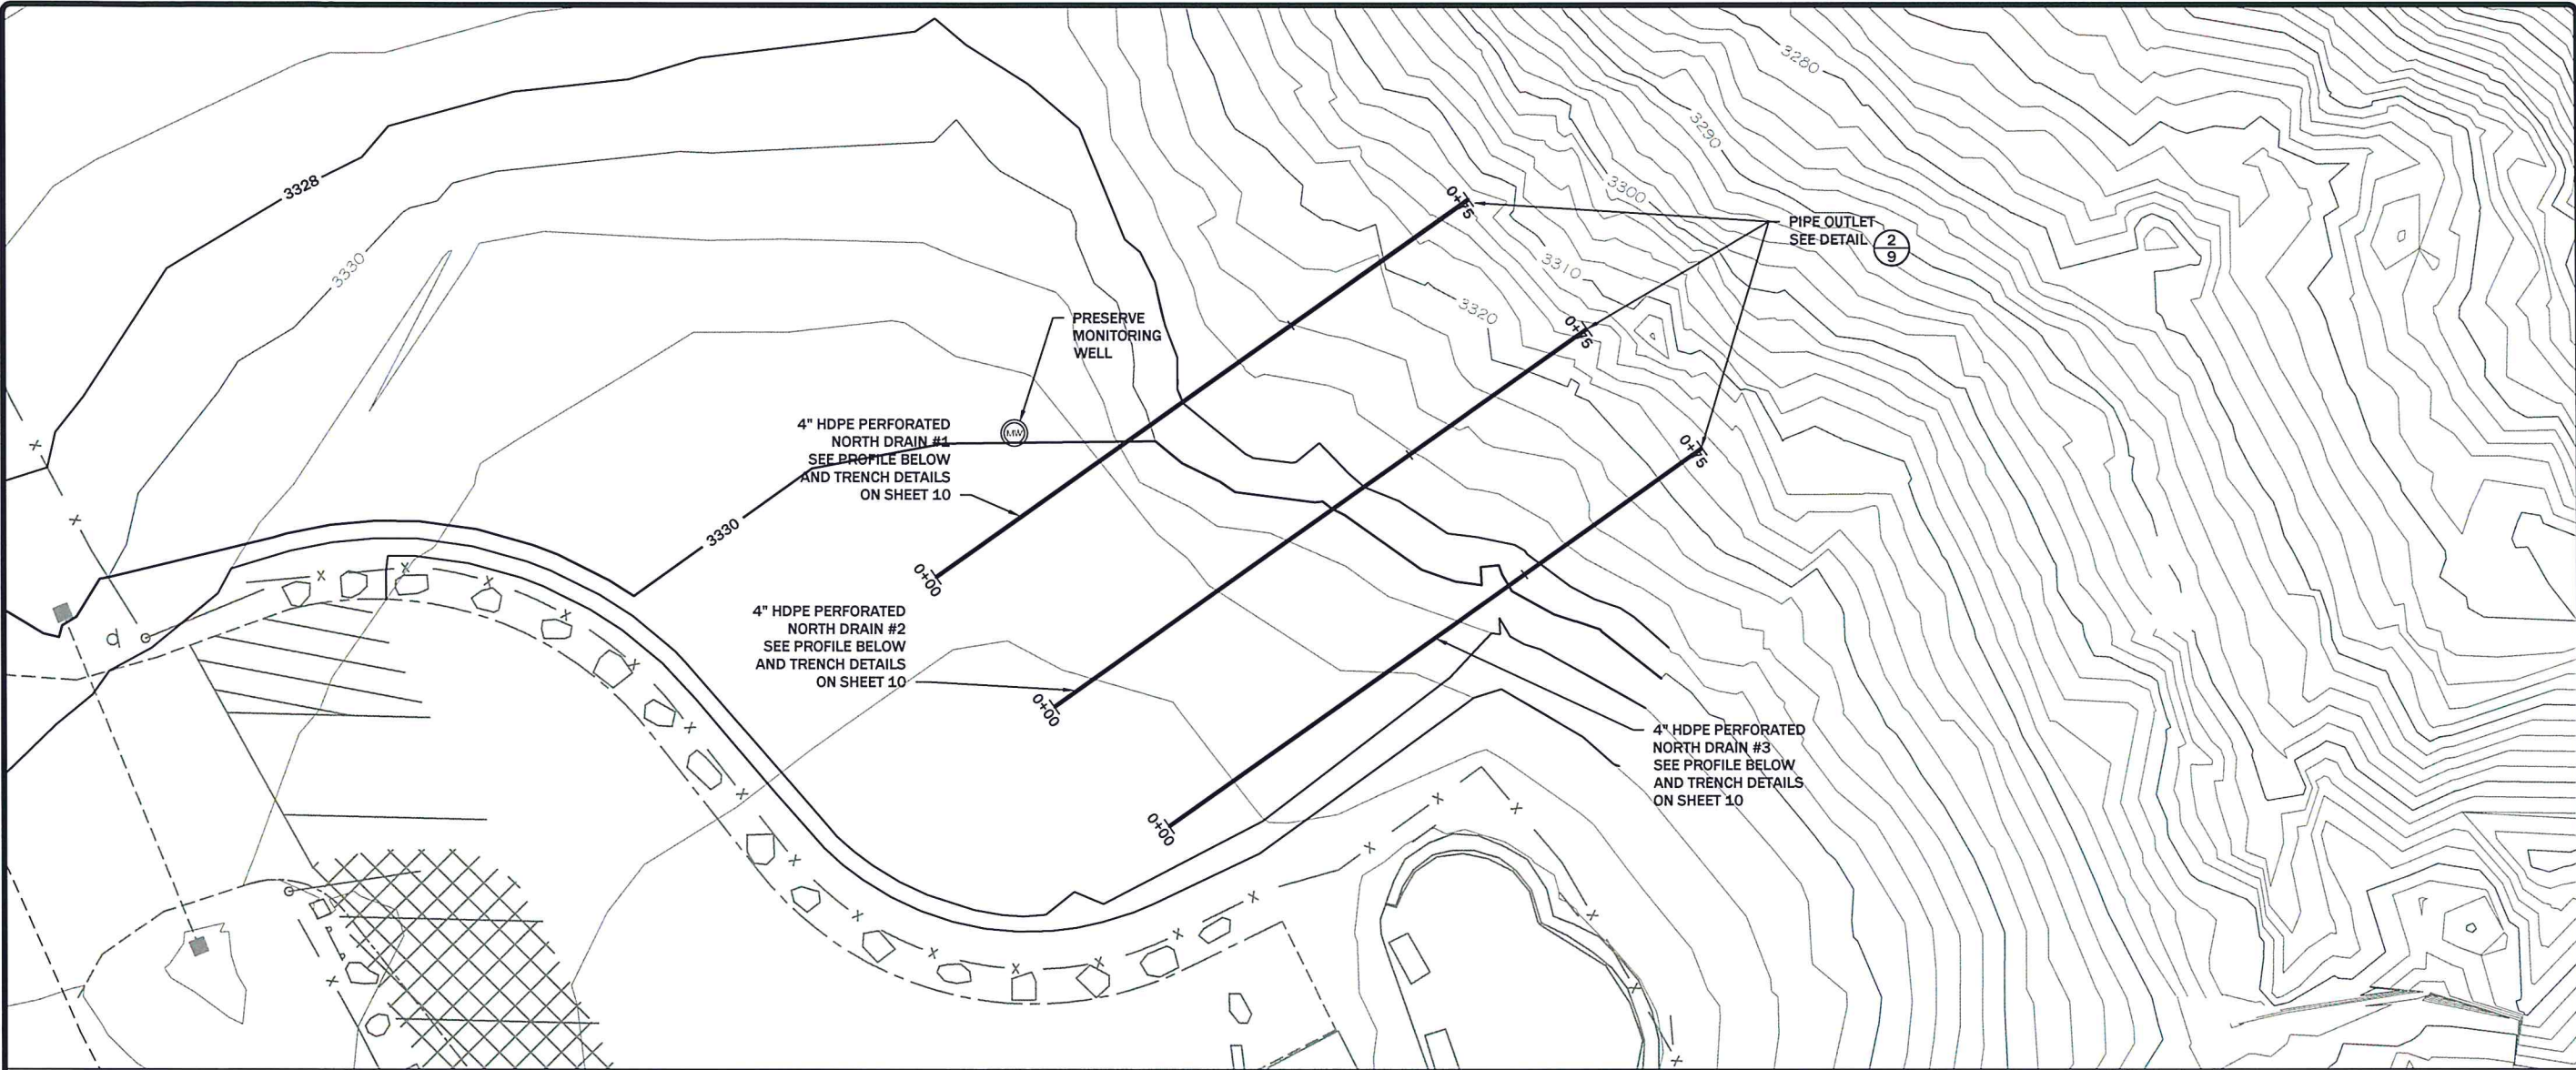 3280
3290
3328
3300
0+75
PIPE OUTLET
SEE DETAIL
2
9
3330
3310
3320
PRESERVE
MONITORING
WELL
0+75
4" HDPE PERFORATED
NORTH DRAIN #1
SEE PROFILE BELOW
AND TRENCH DETAILS
ON SHEET 10
MW
0+75
3330
0+00
4" HDPE PERFORATED
NORTH DRAIN #2
SEE PROFILE BELOW
AND TRENCH DETAILS
ON SHEET 10
0+00
4" HDPE PERFORATED
NORTH DRAIN #3
SEE PROFILE BELOW
AND TRENCH DETAILS
ON SHEET 10
0+00